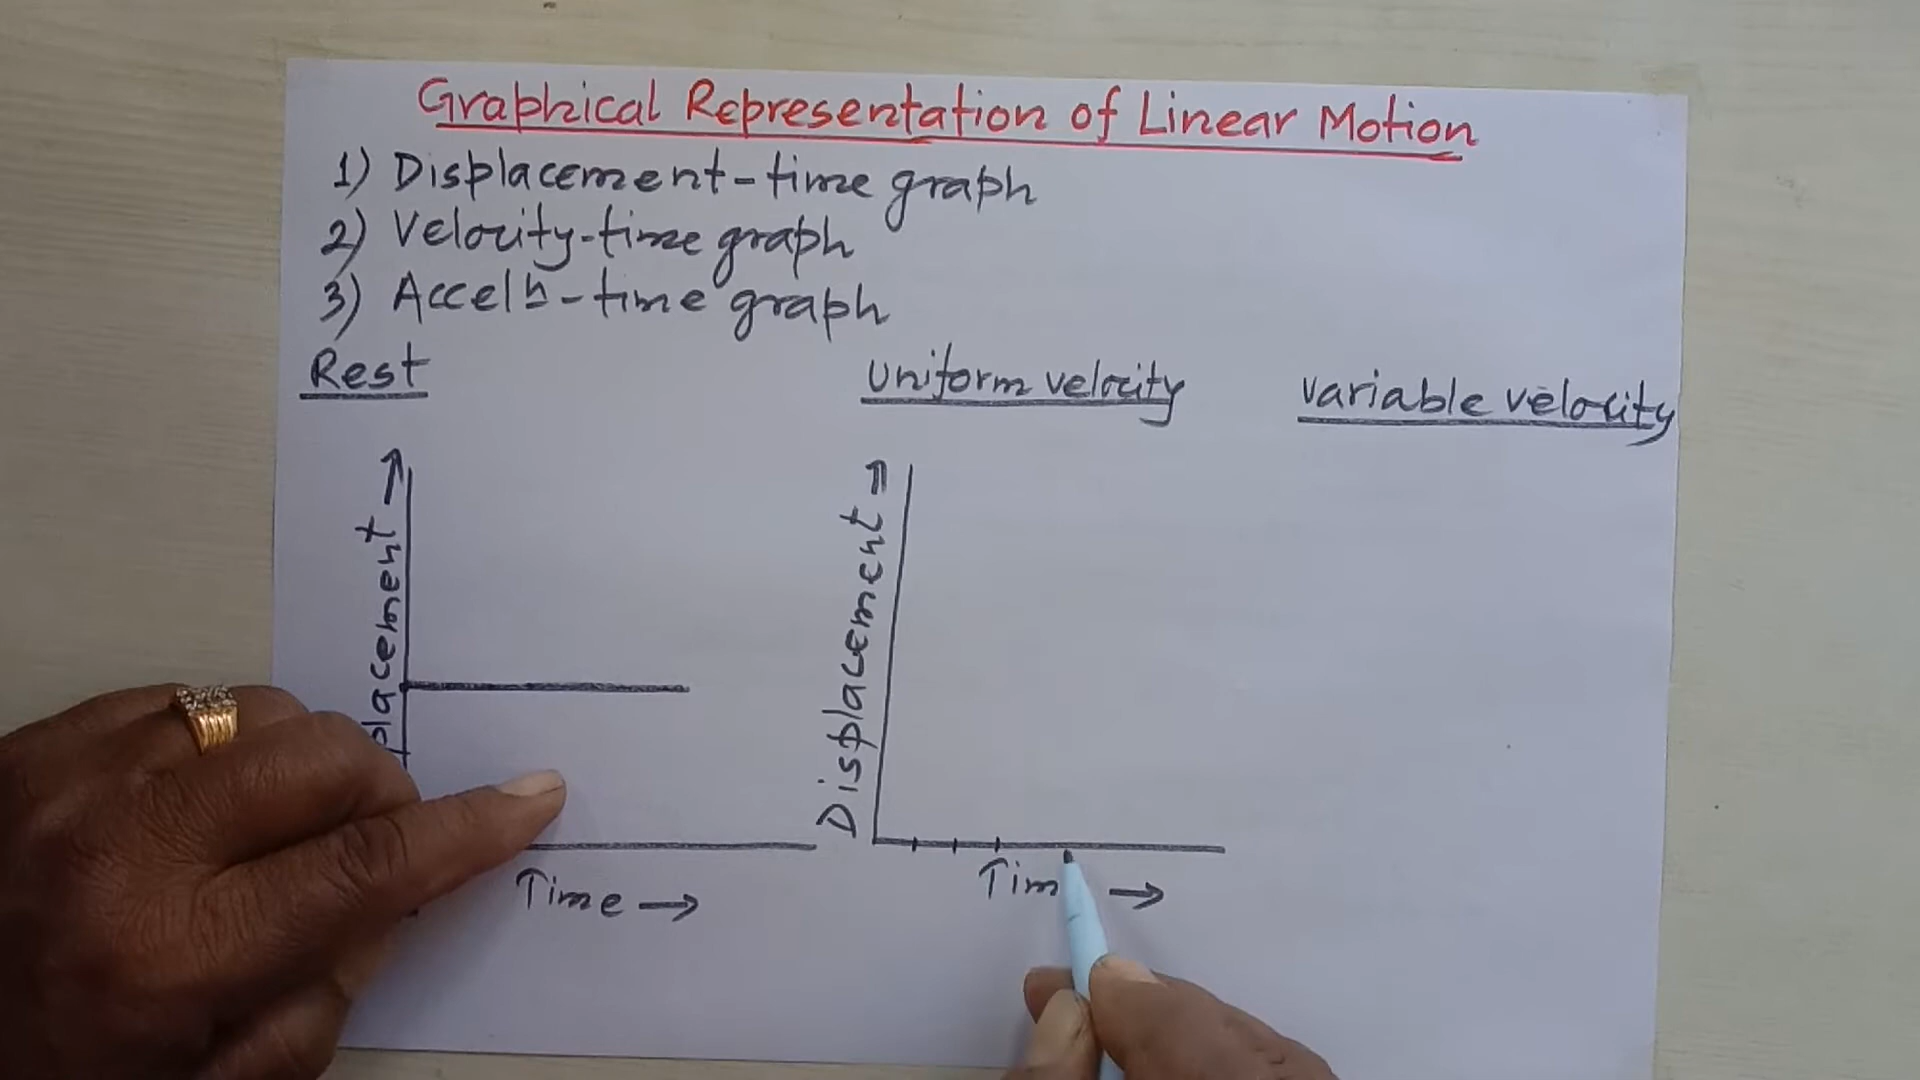 Graphical Representation of Linear Motion
1) Displacement-time graph
2) Velocity-time graph
3) Acceln-time graph
Rest
uniform velocity
variable velocity
placement →
Time →
Displacement →
Tim →